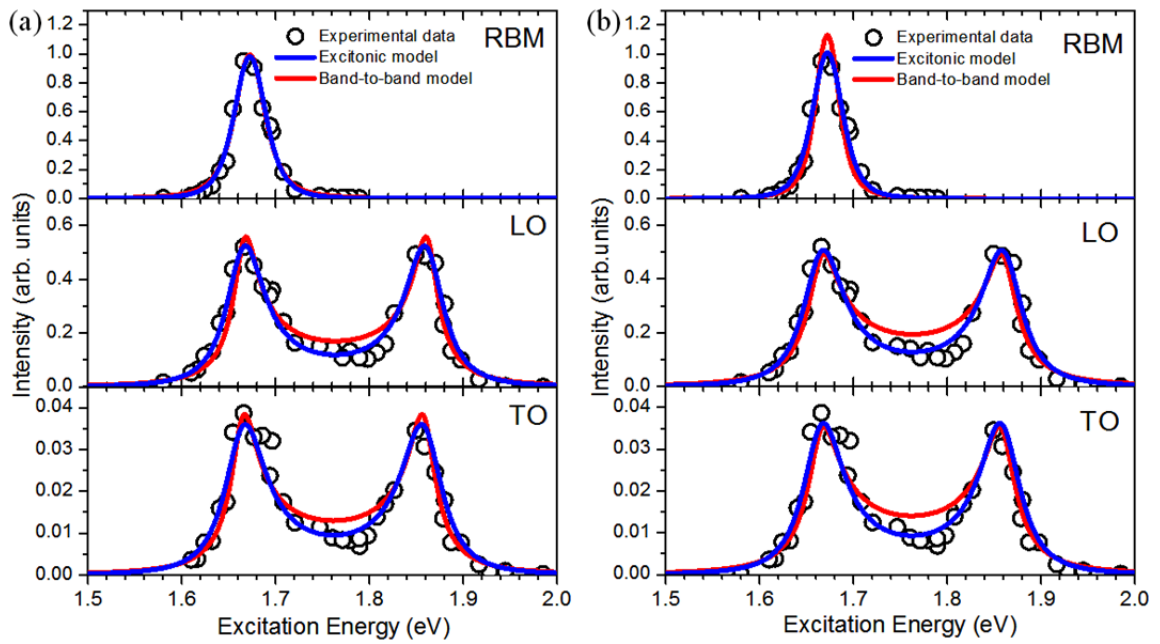 (a)
Experimental data
Excitonic model
Band-to-band model
RBM
1.2
1.0
0.8
0.6
0.4
0.2
0.0
LO
0.6
0.4
0.2
0.0
TO
0.04
0.03
0.02
0.01
0.00
Intensity (arb. units)
1.5 1.6 1.7 1.8 1.9 2.0
Excitation Energy (eV)
(b)
Experimental data
Excitonic model
Band-to-band model
RBM
1.2
1.0
0.8
0.6
0.4
0.2
0.0
LO
0.6
0.4
0.2
0.0
TO
0.04
0.03
0.02
0.01
0.00
Intensity (arb.units)
1.5 1.6 1.7 1.8 1.9 2.0
Excitation Energy (eV)